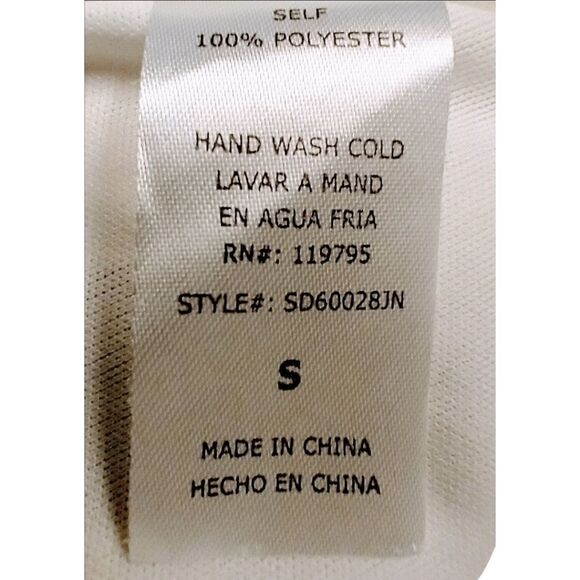 SELF
100% POLYESTER
HAND WASH COLD
LAVAR A MAND
EN AGUA FRIA
RN#: 119795
STYLE#: SD60028JN
S
MADE IN CHINA
HECHO EN CHINA